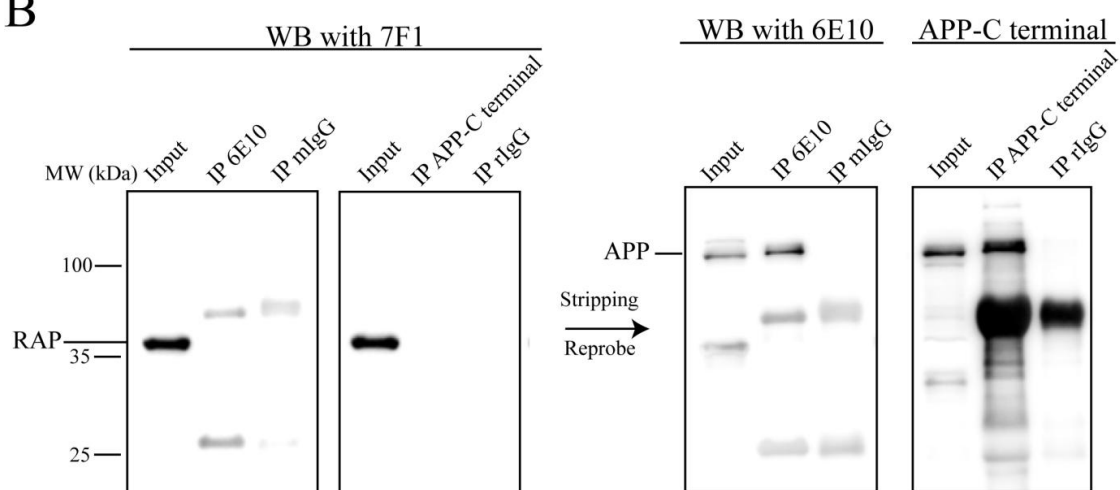 B
WB with 7F1
WB with 6E10
APP-C terminal
MW (kDa)
Input
IP 6E10
IP mIgG
Input
IP APP-C terminal
IP rIgG
Input
IP 6E10
IP mIgG
Input
IP APP-C terminal
IP rIgG
100
RAP
35
25
APP
Stripping
Reprobe